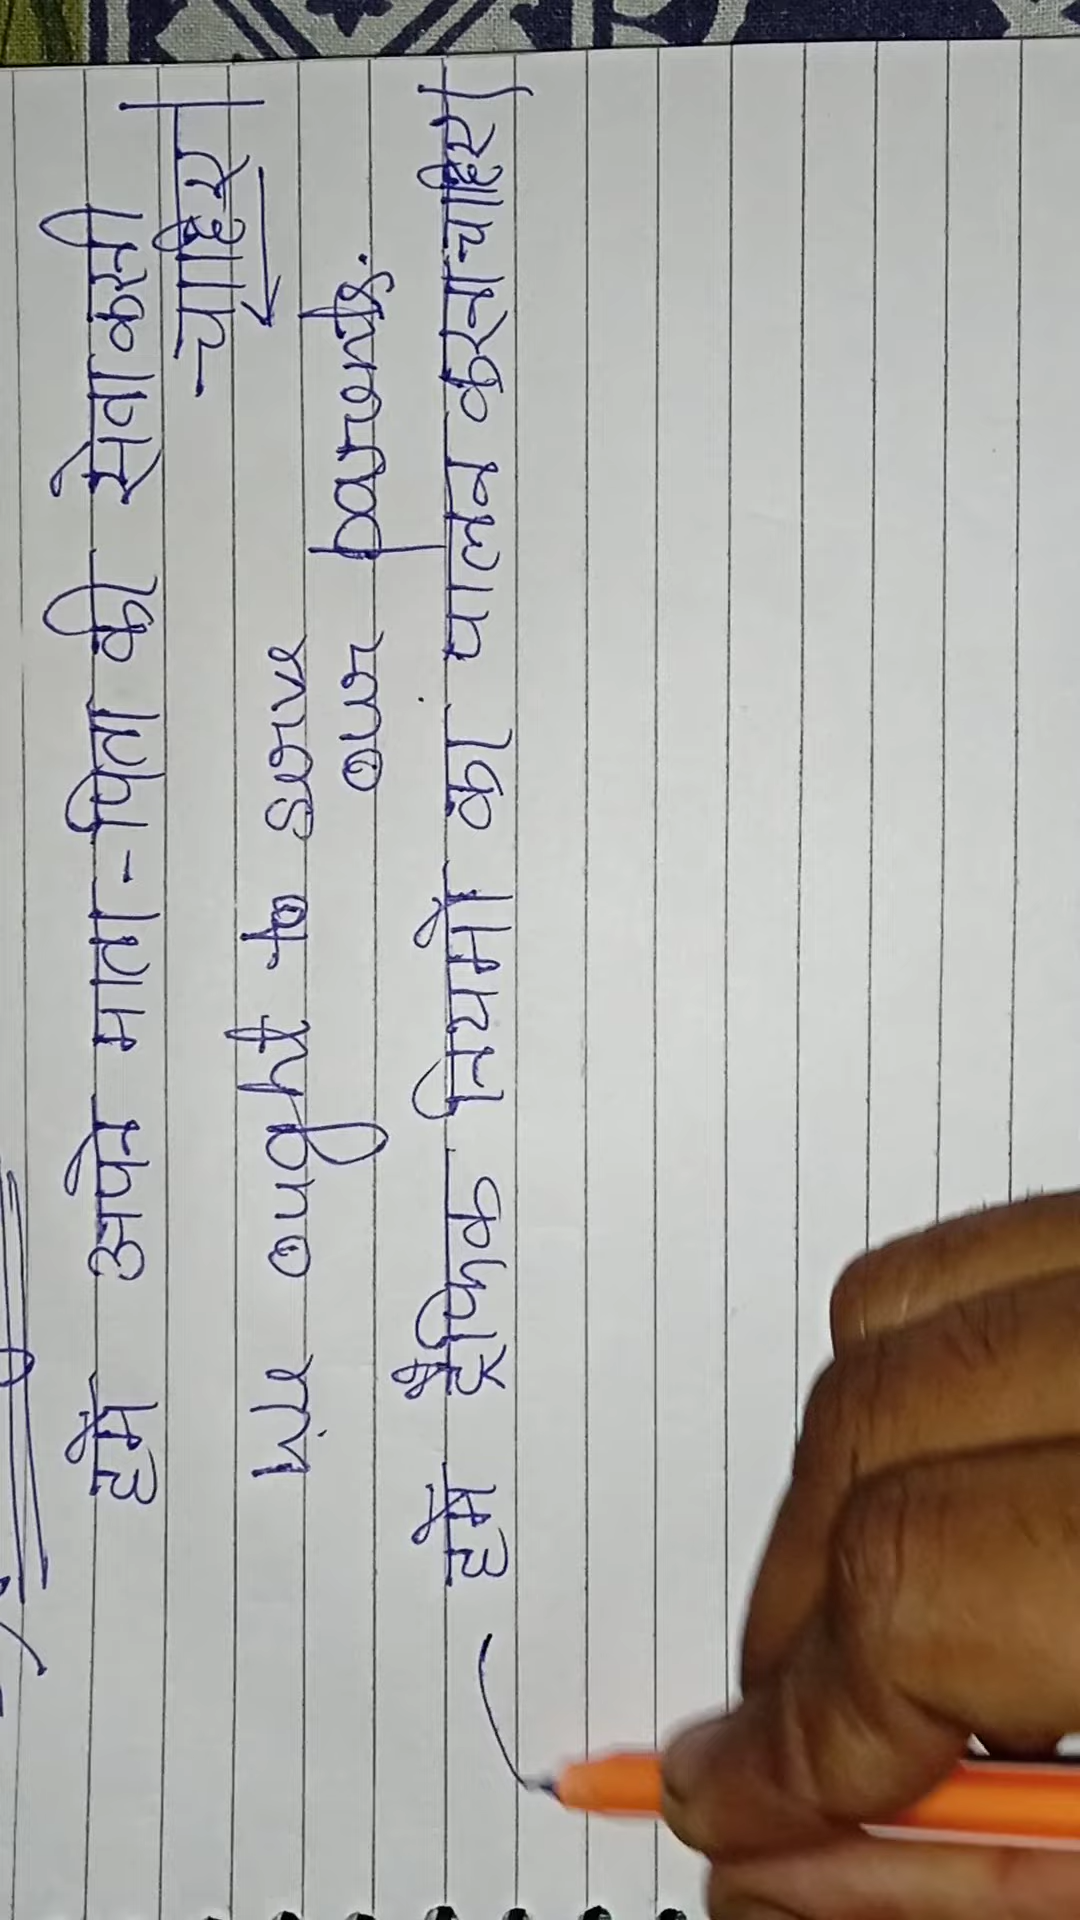 हमें अपने माता-पिता की सेवा करनी
चाहिए।
We ought to serve
our parents.
हमें ट्रैफिक नियमों का पालन करना चाहिए।